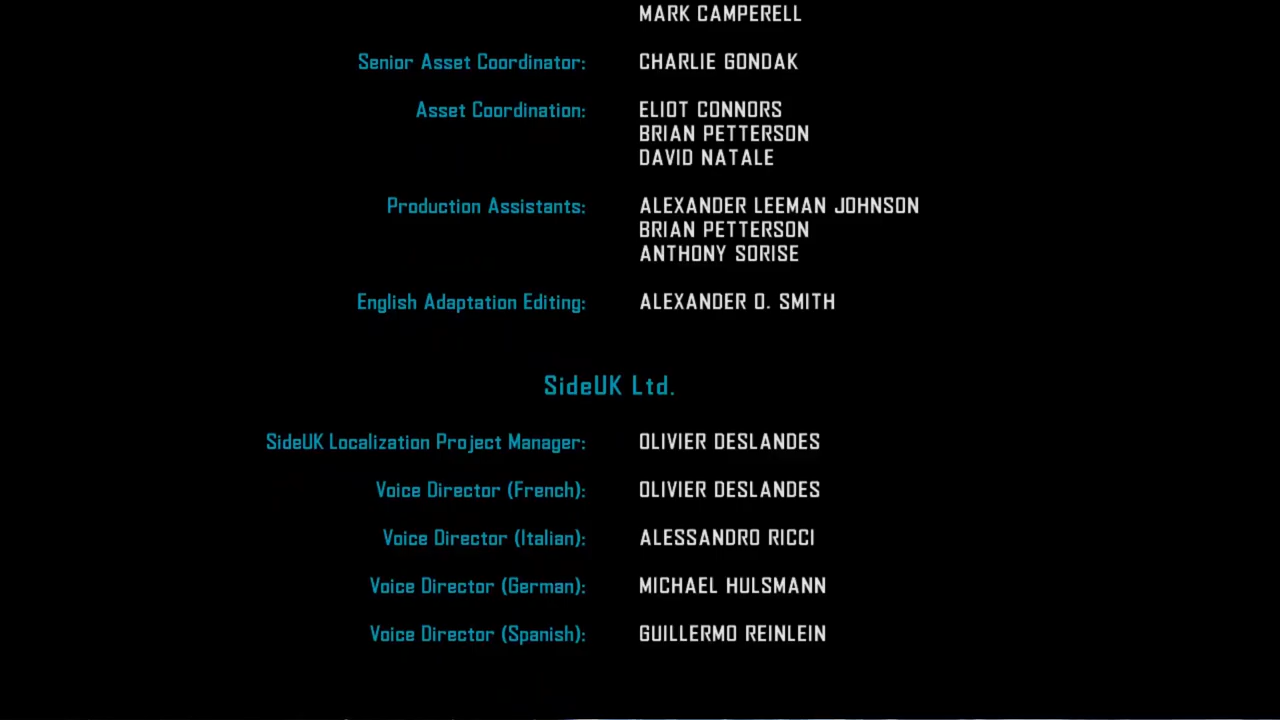 MARK CAMPERELL
Senior Asset Coordinator: CHARLIE GONDAK
Asset Coordination: ELIOT CONNORS
BRIAN PETTERSON
DAVID NATALE
Production Assistants: ALEXANDER LEEMAN JOHNSON
BRIAN PETTERSON
ANTHONY SORISE
English Adaptation Editing: ALEXANDER O. SMITH
SideUK Ltd.
SideUK Localization Project Manager: OLIVIER DESLANDES
Voice Director (French): OLIVIER DESLANDES
Voice Director (Italian): ALESSANDRO RICCI
Voice Director (German): MICHAEL HULSMANN
Voice Director (Spanish): GUILLERMO REINLEIN